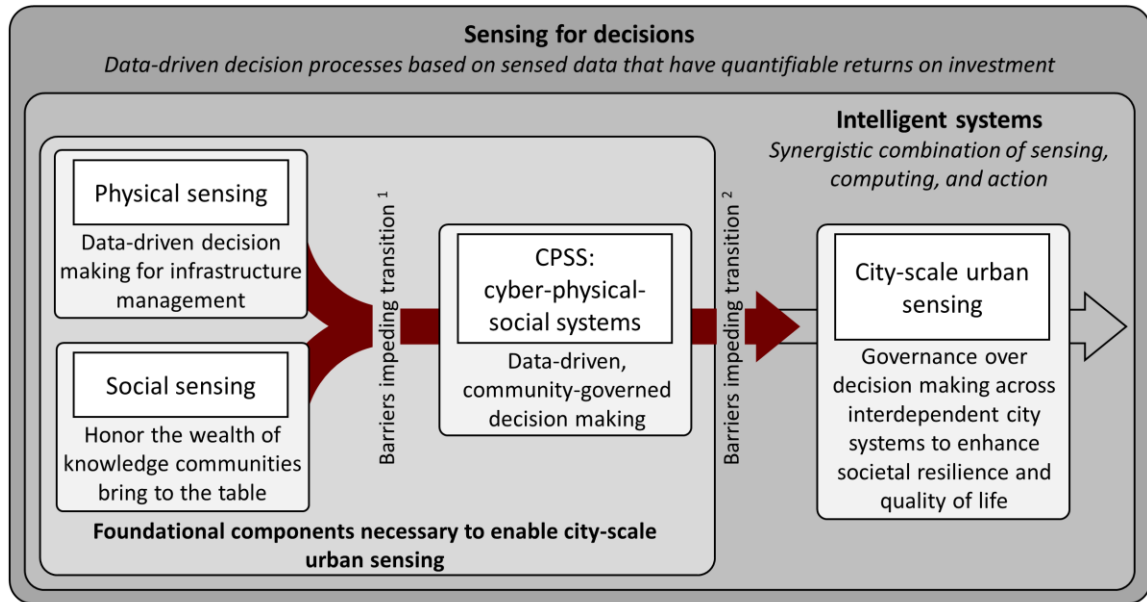 Sensing for decisions
Data-driven decision processes based on sensed data that have quantifiable returns on investment
Intelligent systems
Synergistic combination of sensing,
computing, and action
Physical sensing
Data-driven decision
making for infrastructure
management
Social sensing
Honor the wealth of
knowledge communities
bring to the table
Barriers impeding transition 1
CPSS:
cyber-physical-
social systems
Data-driven,
community-governed
decision making
Barriers impeding transition 2
City-scale urban
sensing
Governance over
decision making across
interdependent city
systems to enhance
societal resilience and
quality of life
Foundational components necessary to enable city-scale
urban sensing